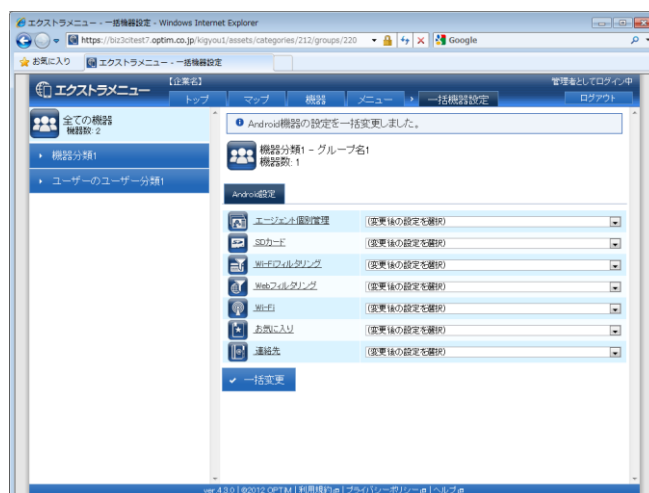 エクストラメニュー - 一括機器設定 - Windows Internet Explorer
https://biz3citest7.optim.co.jp/kigyou1/assets/categories/212/groups/220
Google
お気に入り
エクストラメニュー - 一括機器設定
エクストラメニュー
【企業名】
管理者としてログイン中
トップ
マップ
機器
メニュー
一括機器設定
ログアウト
全ての機器
機器数: 2
機器分類1
ユーザーのユーザー分類1
Android機器の設定を一括変更しました。
機器分類1 - グループ名1
機器数: 1
Android設定
エージェント個別管理 (変更後の設定を選択)
SDカード (変更後の設定を選択)
Wi-Fiフィルタリング (変更後の設定を選択)
Webフィルタリング (変更後の設定を選択)
Wi-Fi (変更後の設定を選択)
お気に入り (変更後の設定を選択)
連絡先 (変更後の設定を選択)
一括変更
ver.4.3.0 | ©2012 OPTiM | 利用規約 | プライバシーポリシー | ヘルプ